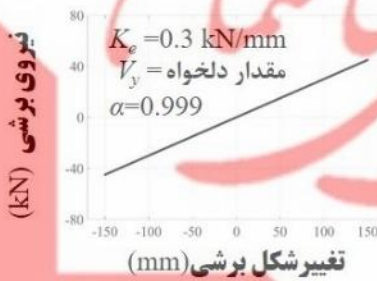 80
40
0
-40
-80
K_e =0.3 kN/mm
V_y = مقدار دلخواه
α=0.999
نیروی برشی (kN)
-150 -100 -50 0 50 100 150
تغییرشکل برشی(mm)